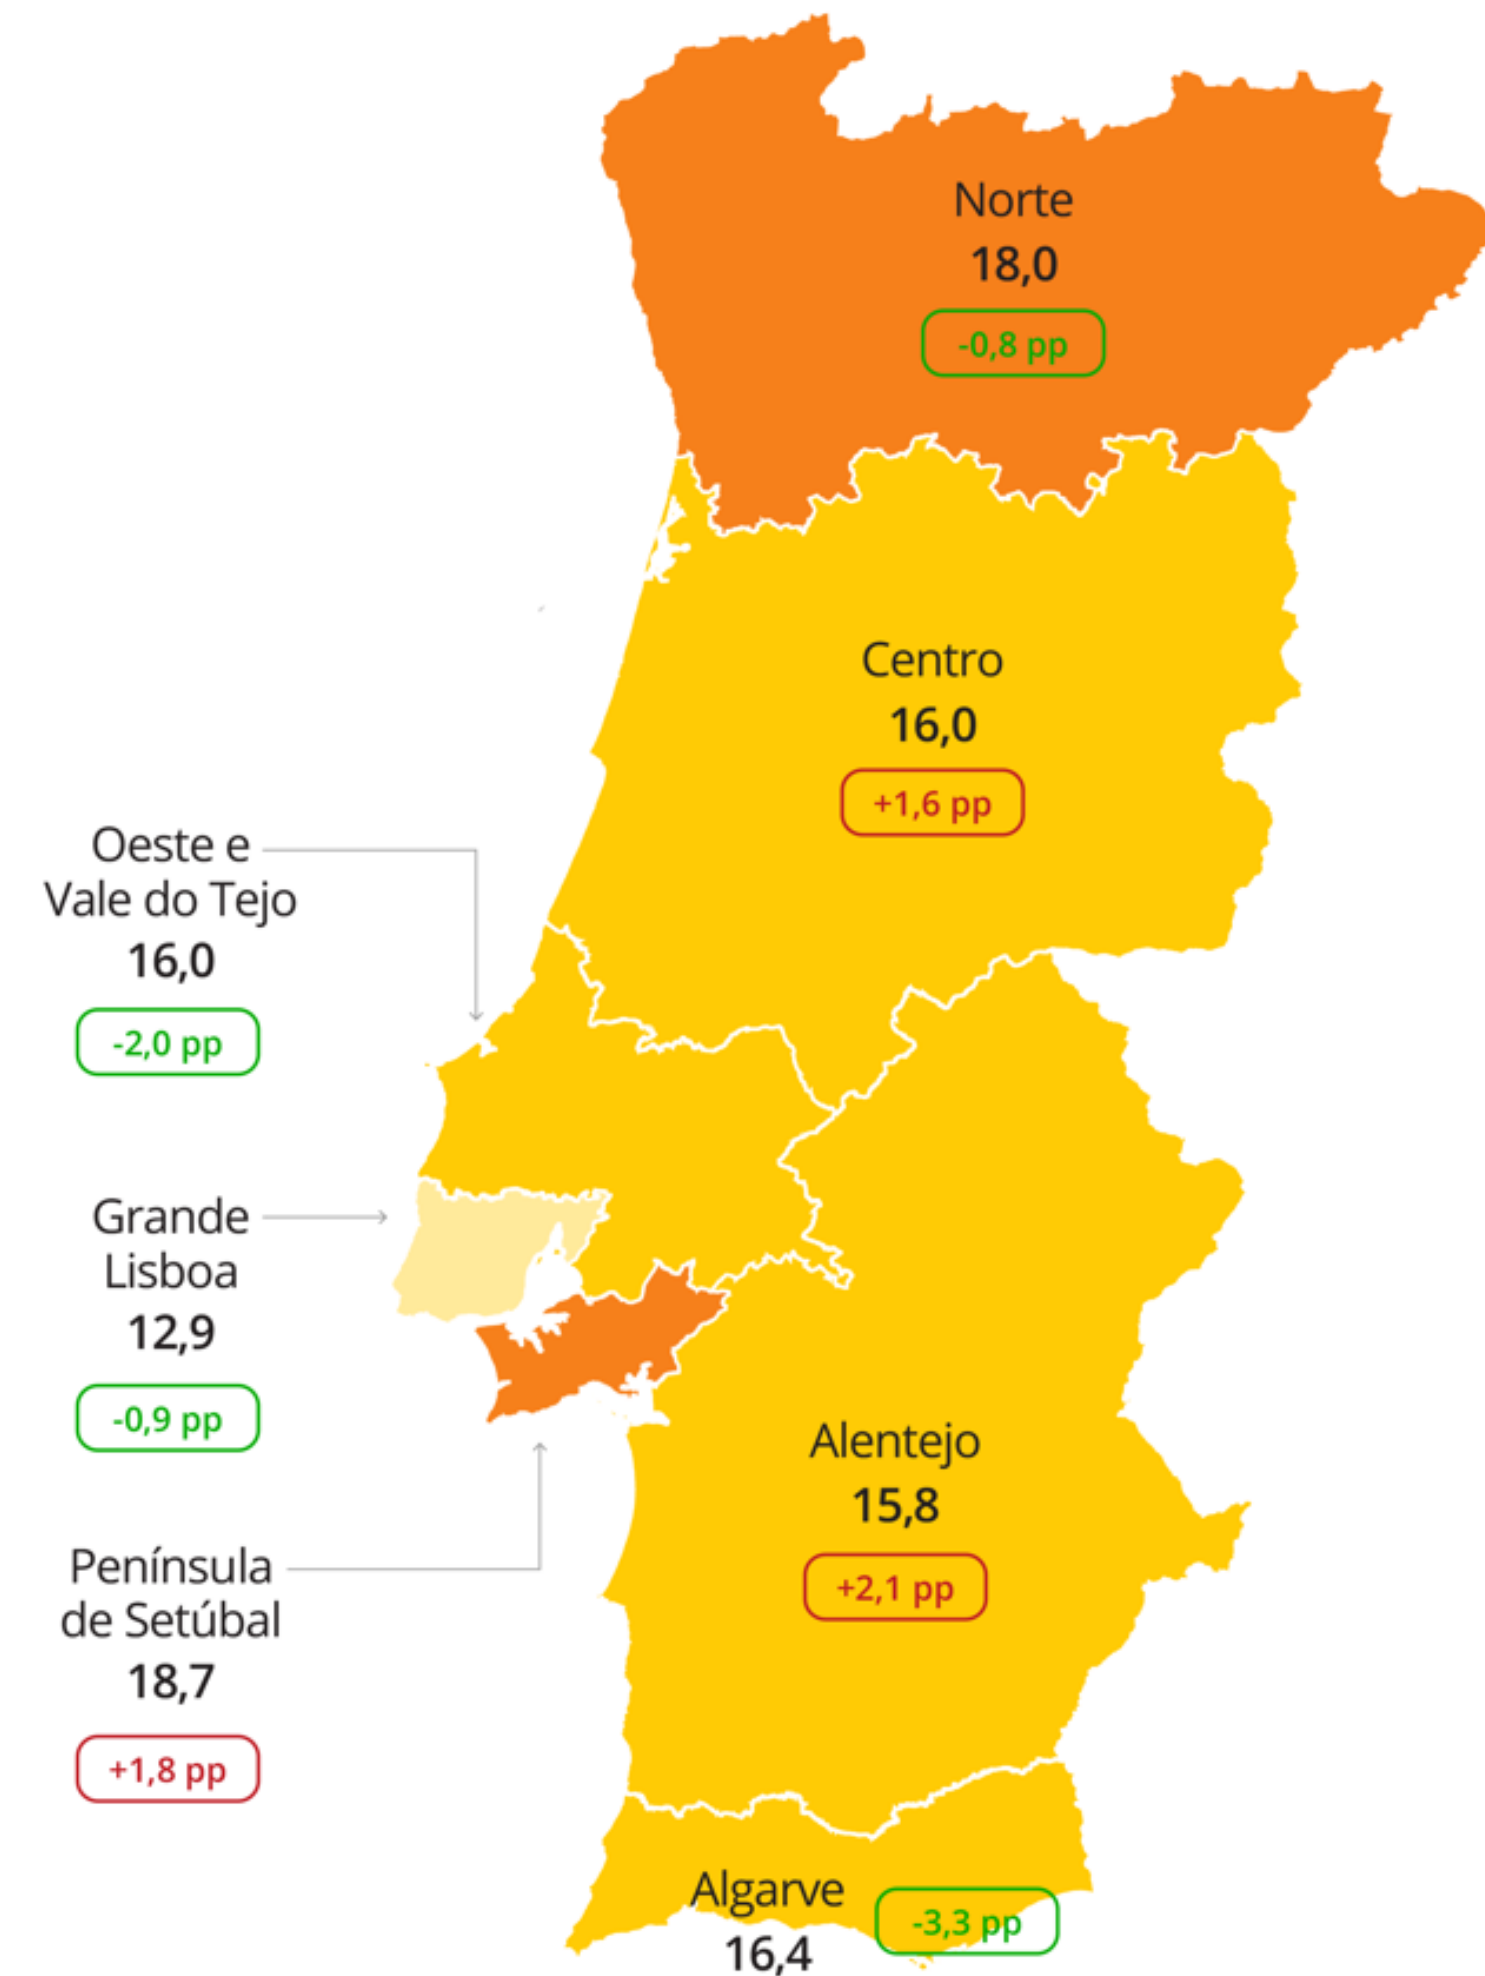 Norte
18,0
-0,8 pp
Centro
16,0
+1,6 pp
Oeste e
Vale do Tejo
16,0
-2,0 pp
Grande
Lisboa
12,9
-0,9 pp
Alentejo
15,8
+2,1 pp
Península
de Setúbal
18,7
+1,8 pp
Algarve
16,4
-3,3 pp